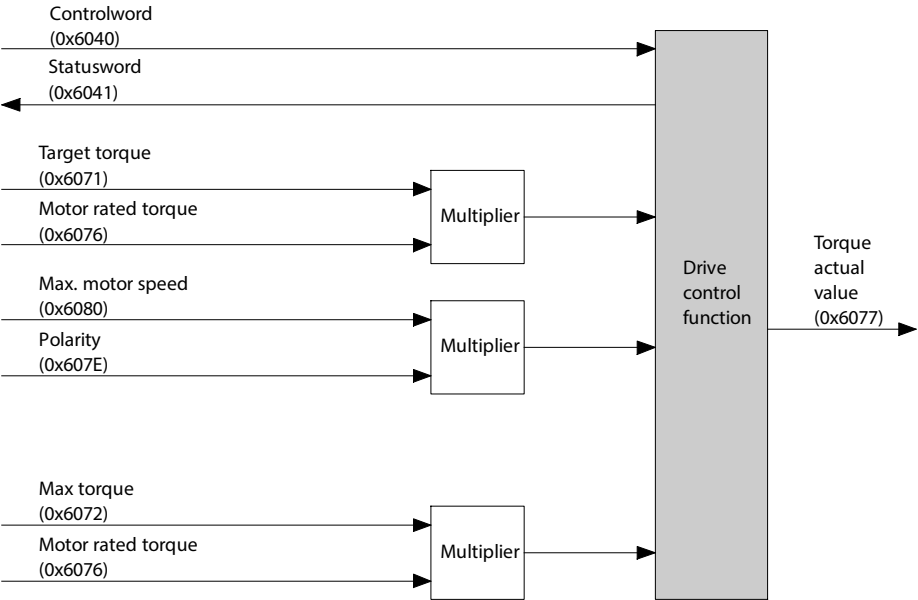 Controlword
(0x6040)
Statusword
(0x6041)
Target torque
(0x6071)
Motor rated torque
(0x6076)
Multiplier
Max. motor speed
(0x6080)
Polarity
(0x607E)
Multiplier
Max torque
(0x6072)
Motor rated torque
(0x6076)
Multiplier
Drive
control
function
Torque
actual
value
(0x6077)